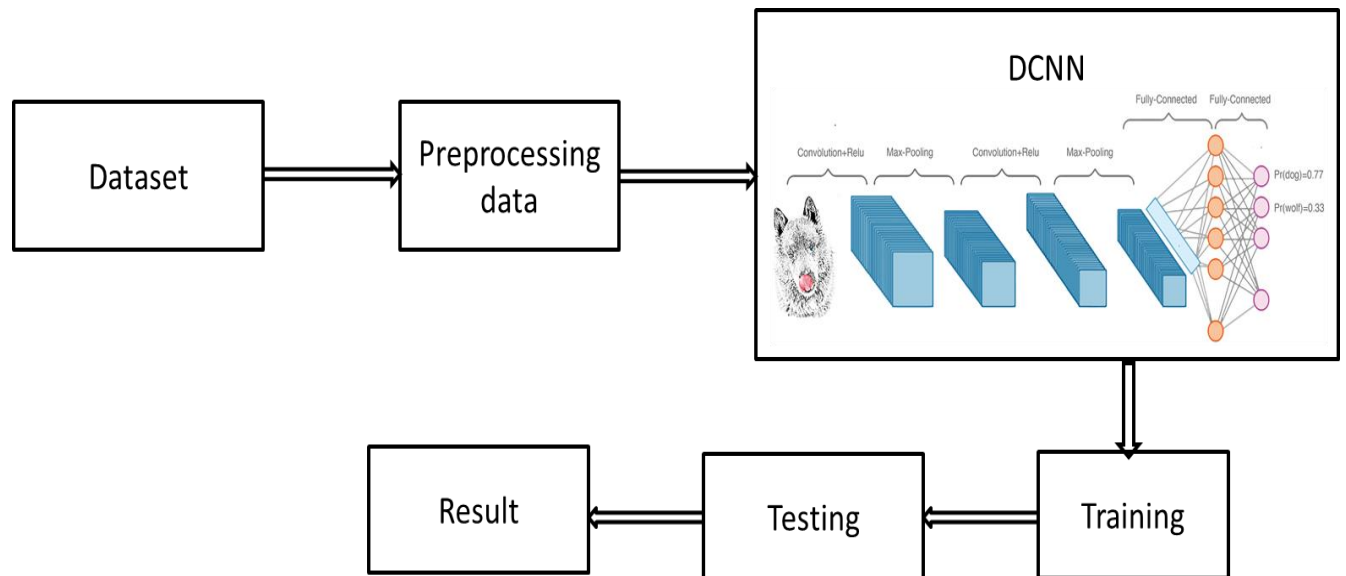 Dataset
Preprocessing
data
DCNN
Fully-Connected Fully-Connected
Convolution+Relu Max-Pooling Convolution+Relu Max-Pooling
Pr(dog)=0.77
Pr(wolf)=0.33
Result
Testing
Training